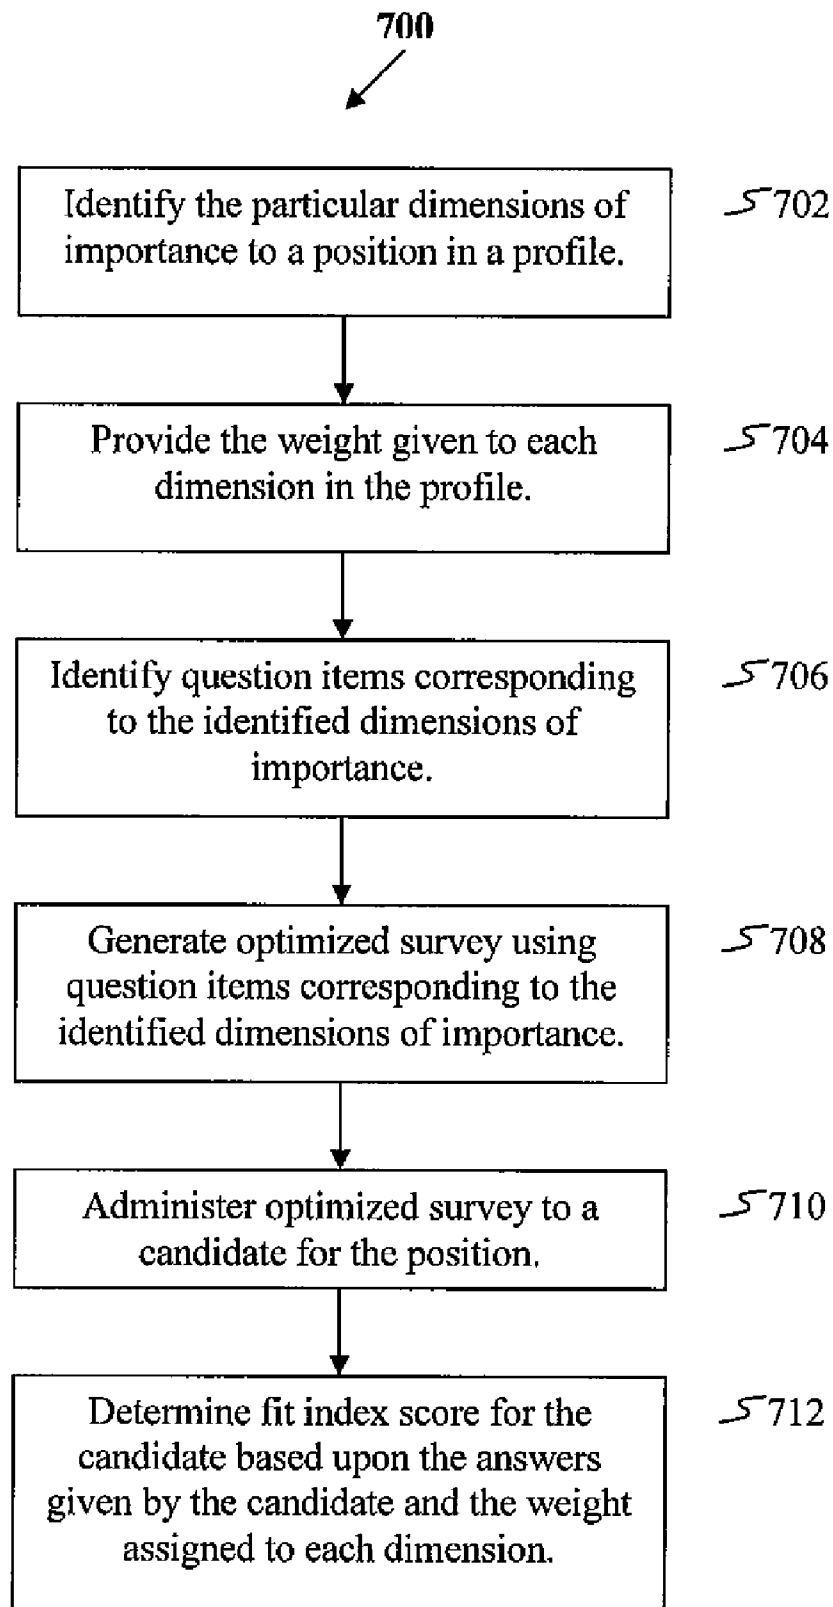 700
Identify the particular dimensions of
importance to a position in a profile.
702
Provide the weight given to each
dimension in the profile.
704
Identify question items corresponding
to the identified dimensions of
importance.
706
Generate optimized survey using
question items corresponding to the
identified dimensions of importance.
708
Administer optimized survey to a
candidate for the position.
710
Determine fit index score for the
candidate based upon the answers
given by the candidate and the weight
assigned to each dimension.
712